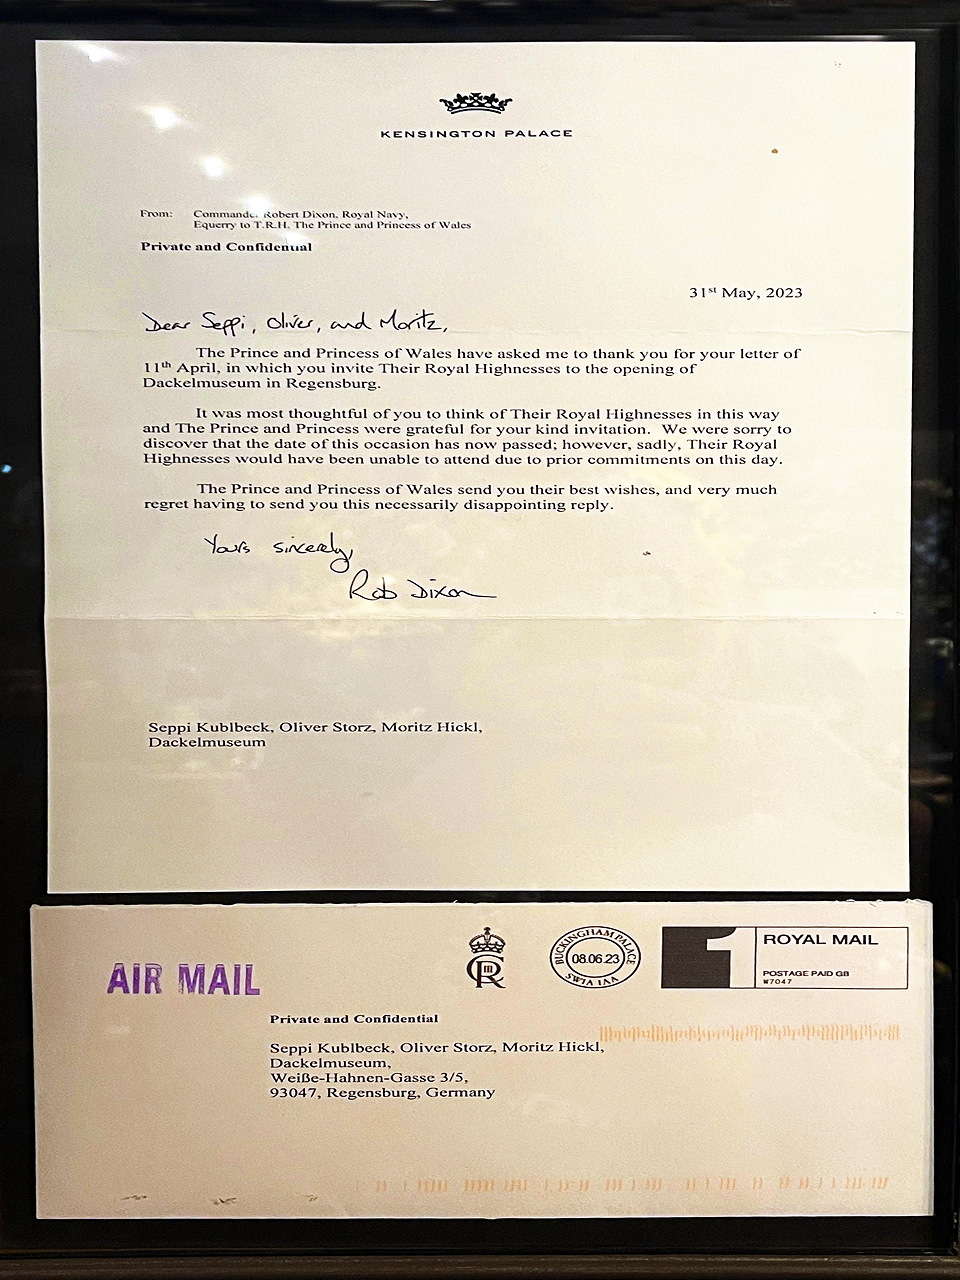 KENSINGTON PALACE
From: Commander Robert Dixon, Royal Navy,
Equerry to T.R.H. The Prince and Princess of Wales
Private and Confidential
31st May, 2023
Dear Seppi, Oliver, and Moritz,
The Prince and Princess of Wales have asked me to thank you for your letter of
11th April, in which you invite Their Royal Highnesses to the opening of
Dackelmuseum in Regensburg.
It was most thoughtful of you to think of Their Royal Highnesses in this way
and The Prince and Princess were grateful for your kind invitation. We were sorry to
discover that the date of this occasion has now passed; however, sadly, Their Royal
Highnesses would have been unable to attend due to prior commitments on this day.
The Prince and Princess of Wales send you their best wishes, and very much
regret having to send you this necessarily disappointing reply.
Yours sincerely,
Rob Dixon
Seppi Kublbeck, Oliver Storz, Moritz Hickl,
Dackelmuseum
AIR MAIL
CR III
BUCKINGHAM PALACE
08.06.23
SW1A 1AA
1
ROYAL MAIL
POSTAGE PAID GB
W7047
Private and Confidential
Seppi Kublbeck, Oliver Storz, Moritz Hickl,
Dackelmuseum,
Weiße-Hahnen-Gasse 3/5,
93047, Regensburg, Germany